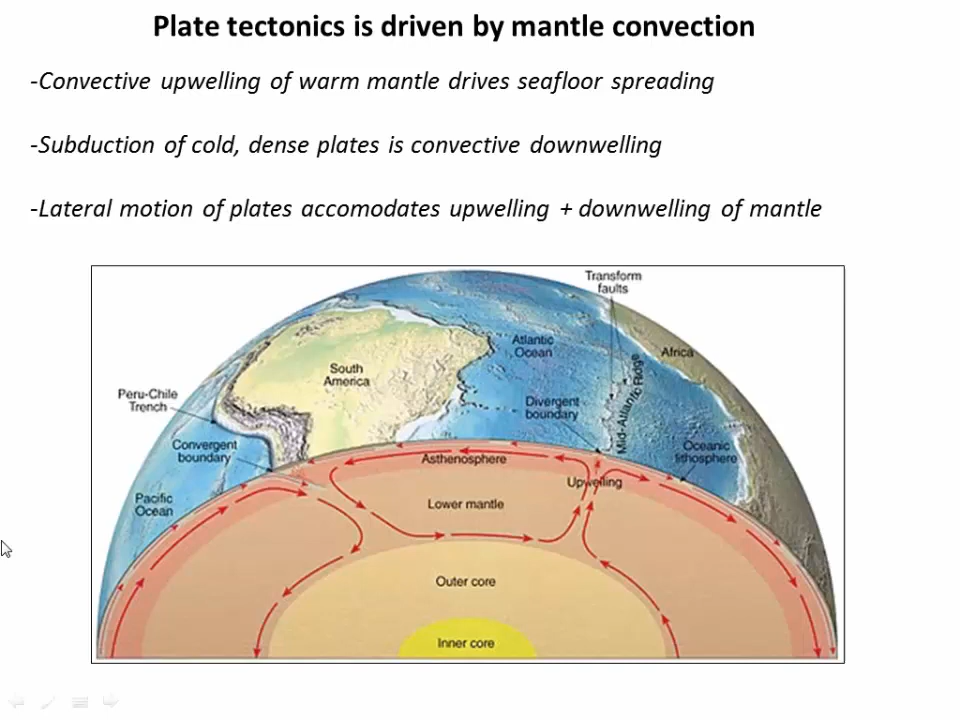 Plate tectonics is driven by mantle convection
-Convective upwelling of warm mantle drives seafloor spreading
-Subduction of cold, dense plates is convective downwelling
-Lateral motion of plates accomodates upwelling + downwelling of mantle
Transform
faults
Atlantic
Ocean
Africa
South
America
Peru-Chile
Trench
Divergent
boundary
Mid-Atlantic Ridge
Convergent
boundary
Oceanic
lithosphere
Asthenosphere
Upwelling
Pacific
Ocean
Lower mantle
Outer core
Inner core